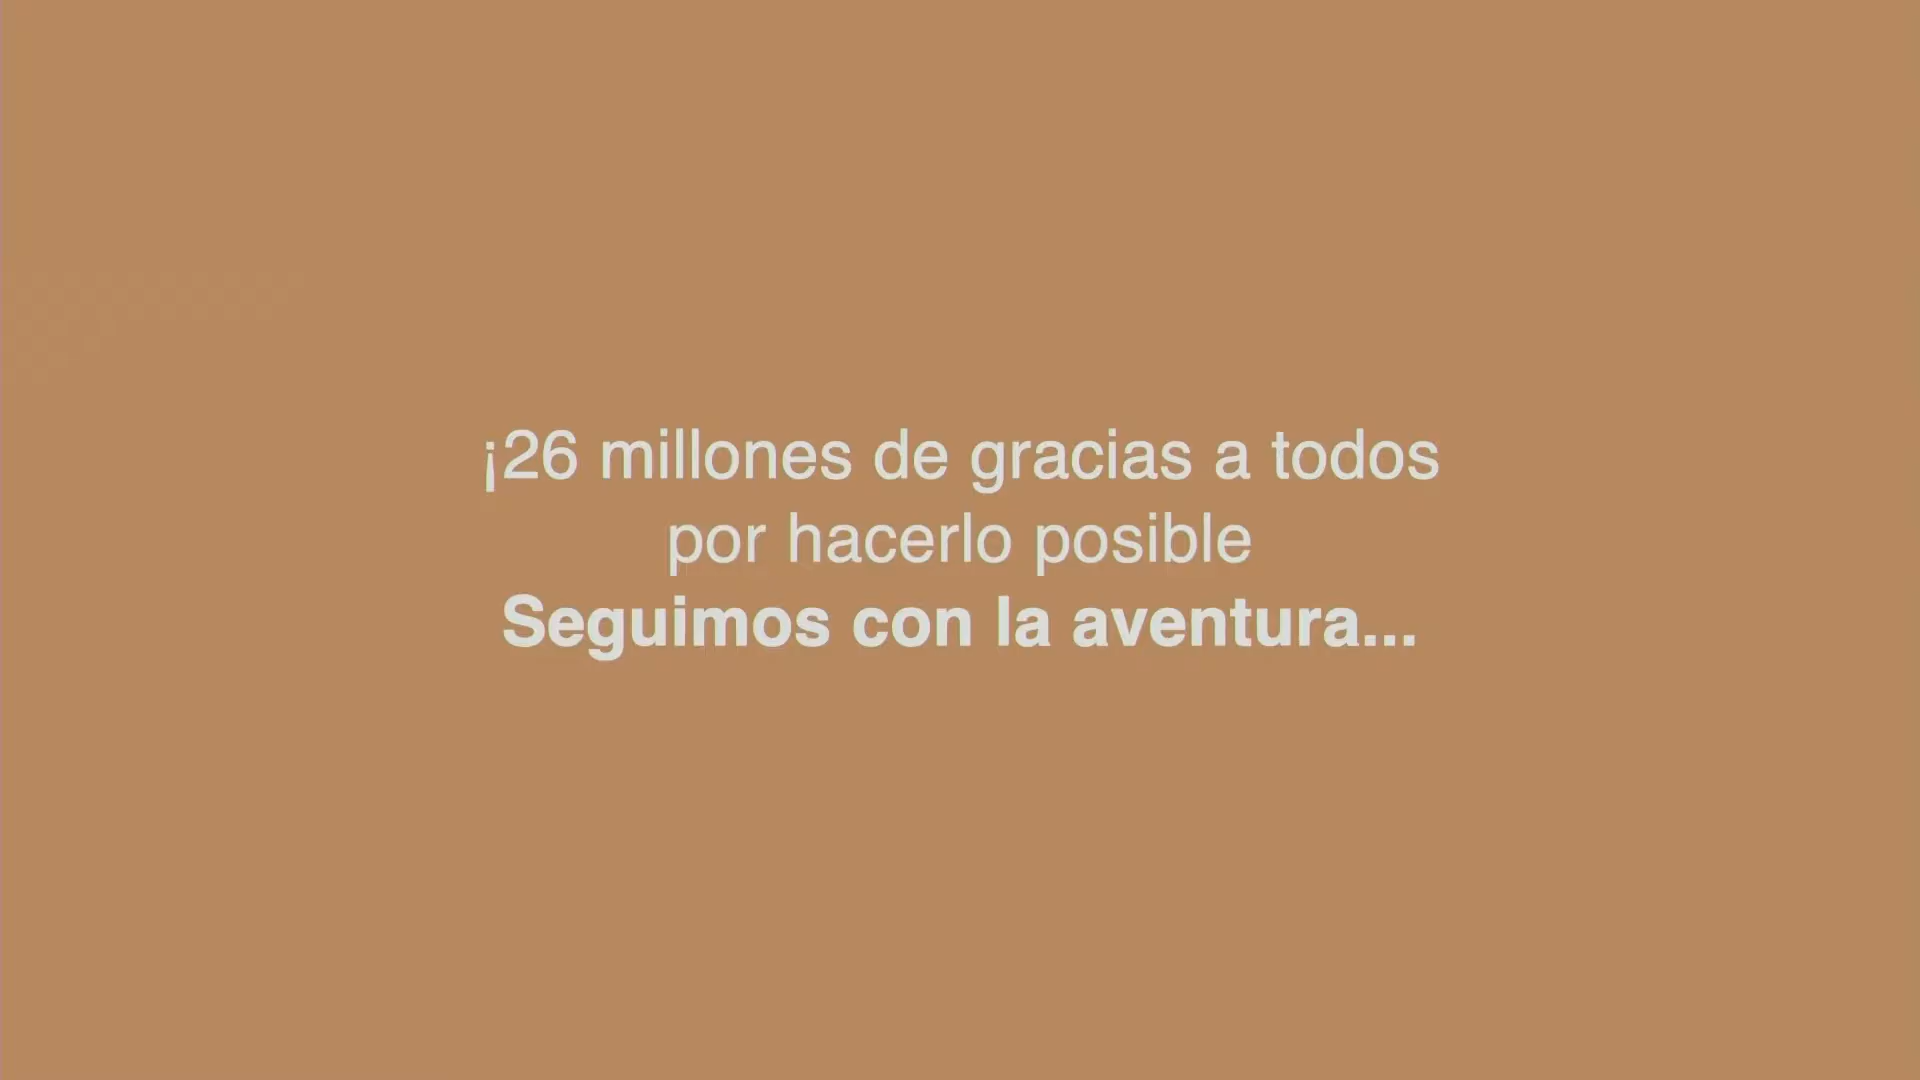 ¡26 millones de gracias a todos
por hacerlo posible
Seguimos con la aventura...